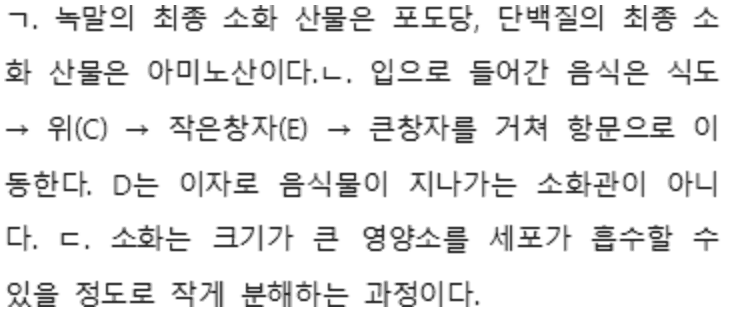 ㄱ. 녹말의 최종 소화 산물은 포도당, 단백질의 최종 소
화 산물은 아미노산이다.ㄴ. 입으로 들어간 음식은 식도
→ 위(C) → 작은창자(E) → 큰창자를 거쳐 항문으로 이
동한다. D는 이자로 음식물이 지나가는 소화관이 아니
다. ㄷ. 소화는 크기가 큰 영양소를 세포가 흡수할 수
있을 정도로 작게 분해하는 과정이다.